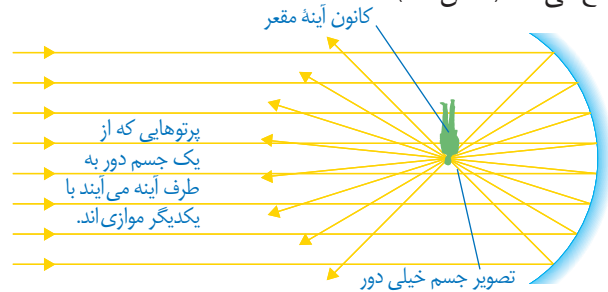 کانون آینهٔ مقعر
پرتوهایی که از
یک جسم دور به
طرف آینه می‌آیند با
یکدیگر موازی‌اند.
تصویر جسم خیلی دور